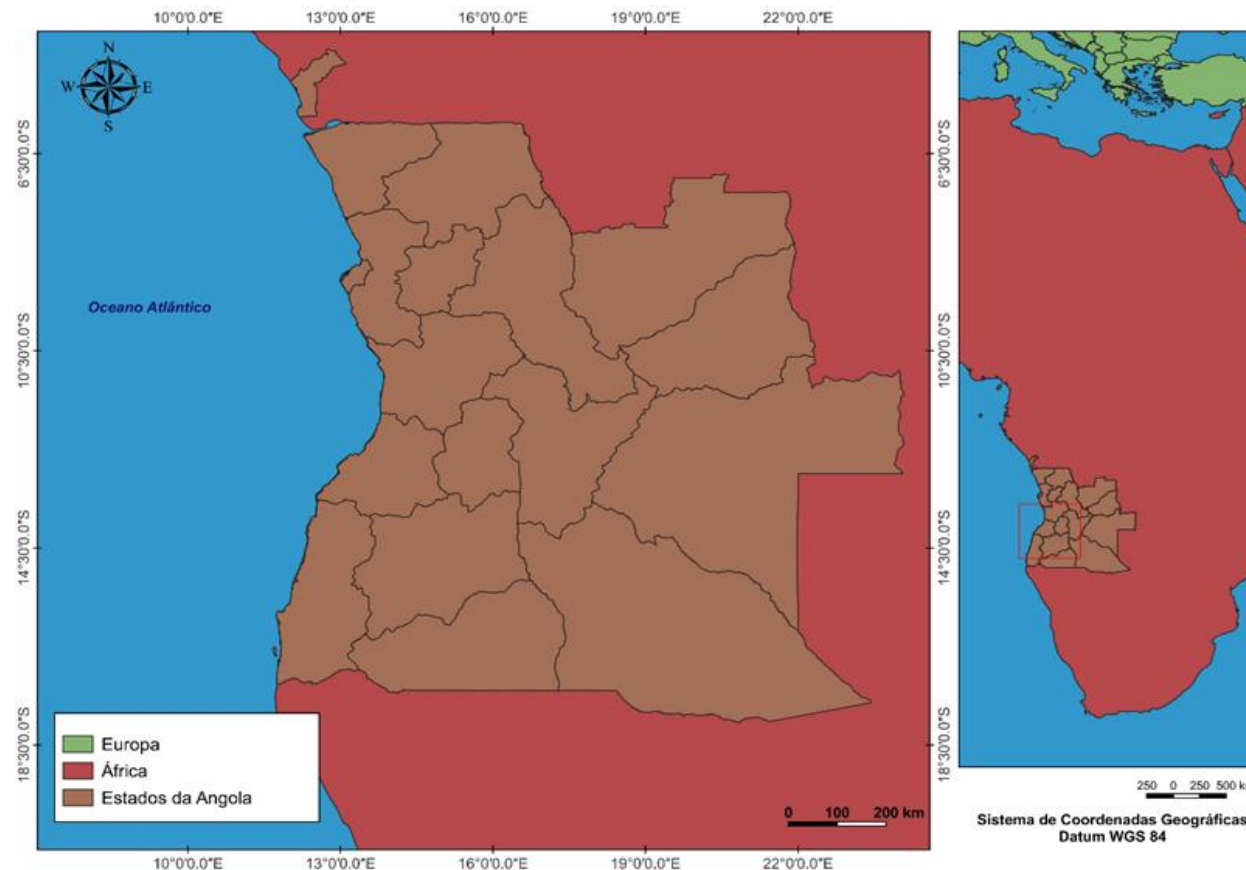 10°0'0.0"E 13°0'0.0"E 16°0'0.0"E 19°0'0.0"E 22°0'0.0"E
N
W E
S
6°30'0.0"S
10°30'0.0"S
14°30'0.0"S
18°30'0.0"S
Oceano Atlântico
Europa
África
Estados da Angola
0 100 200 km
10°0'0.0"E 13°0'0.0"E 16°0'0.0"E 19°0'0.0"E 22°0'0.0"E
6°30'0.0"S
10°30'0.0"S
14°30'0.0"S
18°30'0.0"S
250 0 250 500
Sistema de Coordenadas Geográficas
Datum WGS 84